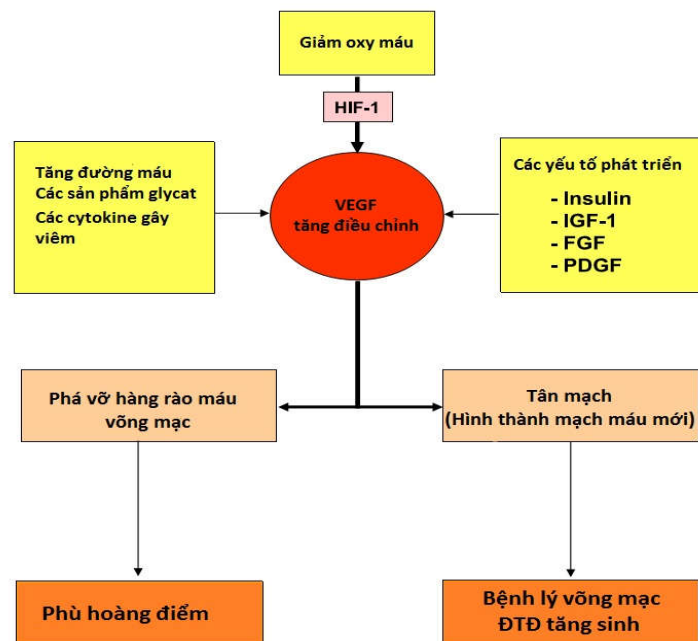 Giảm oxy máu
HIF-1
Tăng đường máu
Các sản phẩm glycat
Các cytokine gây
viêm
VEGF
tăng điều chỉnh
Các yếu tố phát triển
- Insulin
- IGF-1
- FGF
- PDGF
Phá vỡ hàng rào máu
võng mạc
Tân mạch
(Hình thành mạch máu mới)
Phù hoàng điểm
Bệnh lý võng mạc
ĐTĐ tăng sinh